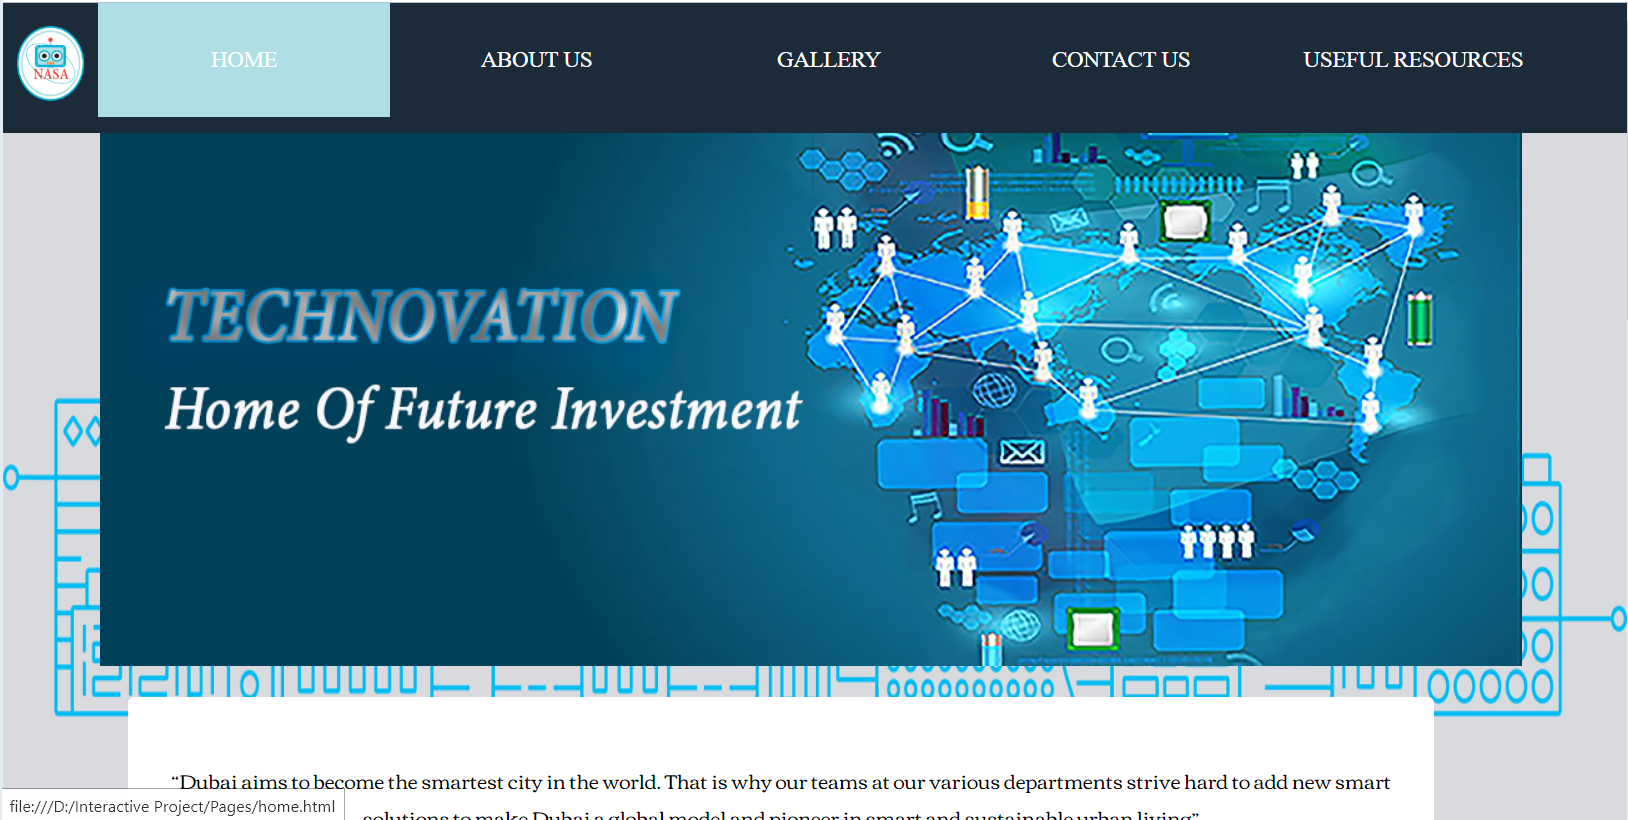 NASA
HOME ABOUT US GALLERY CONTACT US USEFUL RESOURCES
TECHNOVATION
Home Of Future Investment
“Dubai aims to become the smartest city in the world. That is why our teams at our various departments strive hard to add new smart
solutions to make Dubai a global model and pioneer in smart and sustainable urban living”
file:///D:/Interactive Project/Pages/home.html